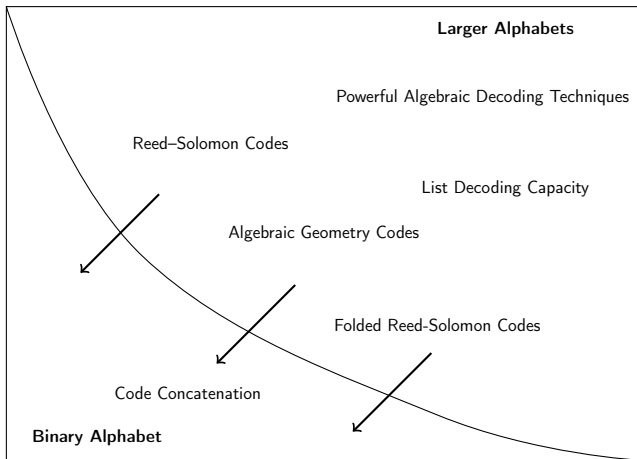 Larger Alphabets
Powerful Algebraic Decoding Techniques
Reed–Solomon Codes
List Decoding Capacity
Algebraic Geometry Codes
Folded Reed-Solomon Codes
Code Concatenation
Binary Alphabet